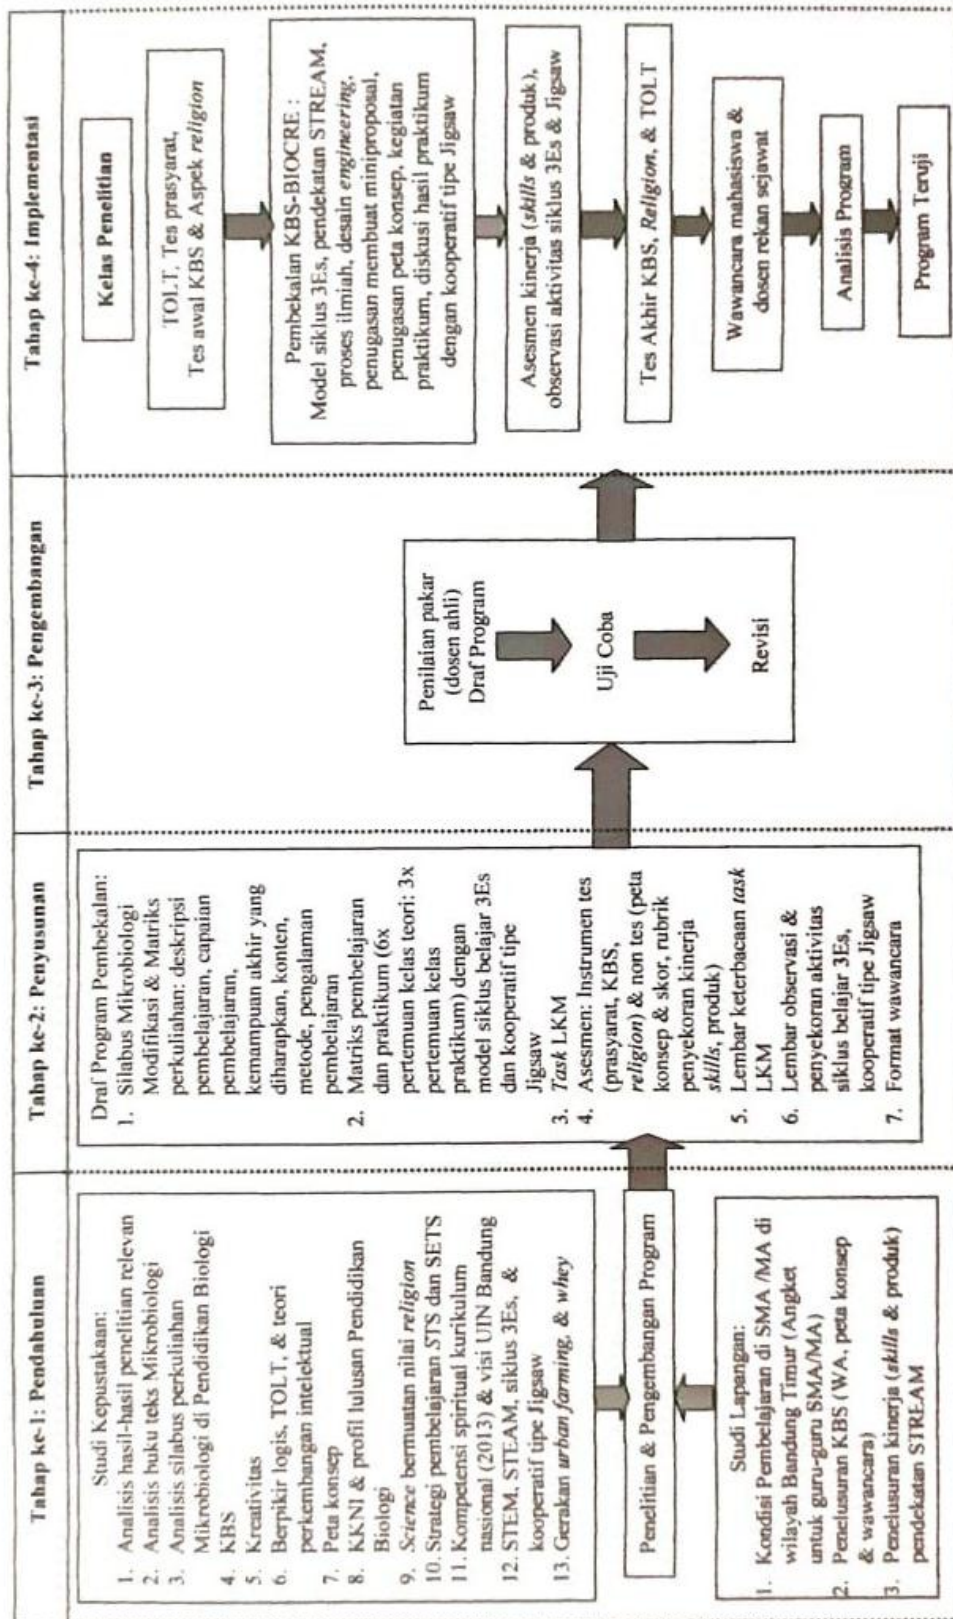 Tahap ke-1: Pendahuluan
Studi Kepustakaan:
1. Analisis hasil-hasil penelitian relevan
2. Analisis buku teks Mikrobiologi
3. Analisis silabus perkuliahan
Mikrobiologi di Pendidikan Biologi
4. KBS
5. Kreativitas
6. Berpikir logis, TOLT, & teori
perkembangan intelektual
7. Peta konsep
8. KKNI & profil lulusan Pendidikan
Biologi
9. Science bermuatan nilai religion
10. Strategi pembelajaran STS dan SETS
11. Kompetensi spiritual kurikulum
nasional (2013) & visi UIN Bandung
12. STEM, STEAM, siklus 3Es, &
kooperatif tipe Jigsaw
13. Gerakan urban farming, & whey
Penelitian & Pengembangan Program
Studi Lapangan:
1. Kondisi Pembelajaran di SMA /MA di
wilayah Bandung Timur (Angket
untuk guru-guru SMA/MA)
2. Penelusuran KBS (WA, peta konsep
& wawancara)
3. Penelusuran kinerja (skills & produk)
pendekatan STREAM
Tahap ke-2: Penyusunan
Draf Program Pembekalan:
1. Silabus Mikrobiologi
Modifikasi & Matriks
perkuliahan: deskripsi
pembelajaran, capaian
pembelajaran,
kemampuan akhir yang
diharapkan, konten,
metode, pengalaman
pembelajaran
2. Matriks pembelajaran
dan praktikum (6x
pertemuan kelas teori: 3x
pertemuan kelas
praktikum) dengan
model siklus belajar 3Es
dan kooperatif tipe
Jigsaw
3. Task LKM
4. Asesmen: Instrumen tes
(prasyarat, KBS,
religion) & non tes (peta
konsep & skor, rubrik
penyekoran kinerja
skills, produk)
5. Lembar keterbacaan task
LKM
6. Lembar observasi &
penyekoran aktivitas
siklus belajar 3Es,
kooperatif tipe Jigsaw
7. Format wawancara
Tahap ke-3: Pengembangan
Penilaian pakar
(dosen ahli)
Draf Program
Uji Coba
Revisi
Tahap ke-4: Implementasi
Kelas Penelitian
TOLT, Tes prasyarat,
Tes awal KBS & Aspek religion
Pembekalan KBS-BIOCRE :
Model siklus 3Es, pendekatan STREAM,
proses ilmiah, desain engineering,
penugasan membuat miniproposal,
penugasan peta konsep, kegiatan
praktikum, diskusi hasil praktikum
dengan kooperatif tipe Jigsaw
Asesmen kinerja (skills & produk),
observasi aktivitas siklus 3Es & Jigsaw
Tes Akhir KBS, Religion, & TOLT
Wawancara mahasiswa &
dosen rekan sejawat
Analisis Program
Program Teruji